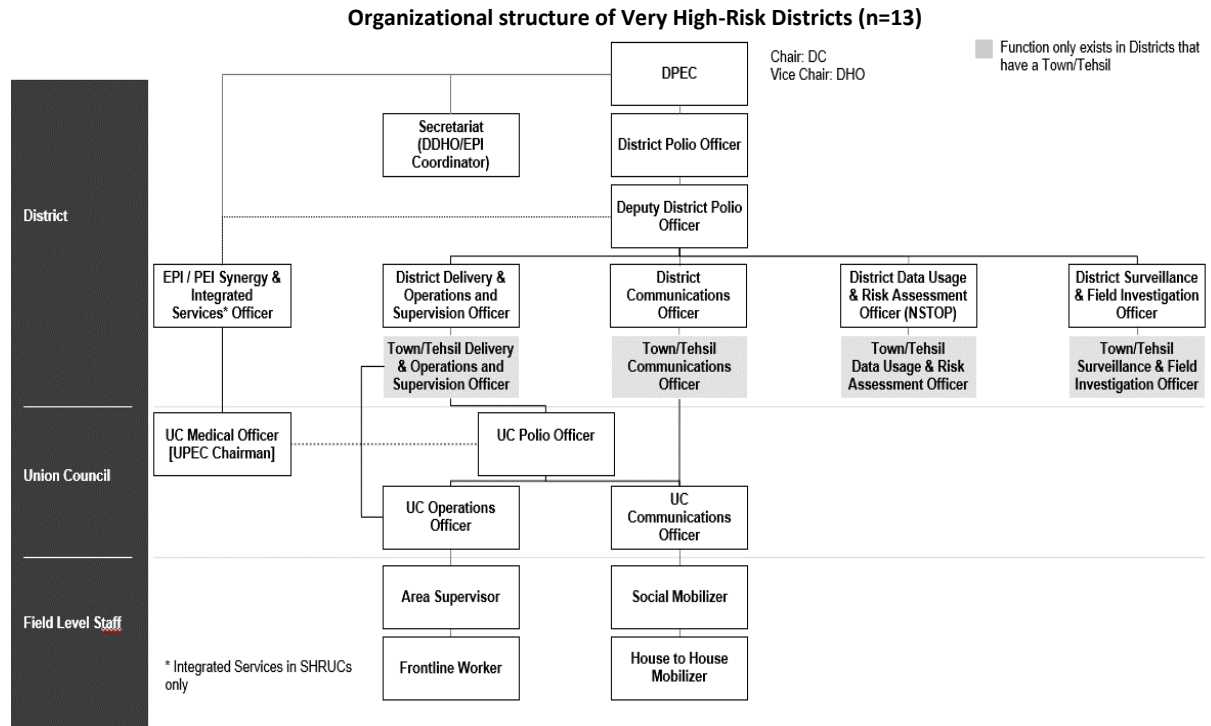 Organizational structure of Very High-Risk Districts (n=13)
DPEC
Chair: DC
Vice Chair: DHO
Function only exists in Districts that
have a Town/Tehsil
Secretariat
(DDHO/EPI
Coordinator)
District Polio Officer
District
Deputy District Polio
Officer
EPI / PEI Synergy &
Integrated
Services* Officer
District Delivery &
Operations and
Supervision Officer
District
Communications
Officer
District Data Usage
& Risk Assessment
Officer (NSTOP)
District Surveillance
& Field Investigation
Officer
Town/Tehsil Delivery
& Operations and
Supervision Officer
Town/Tehsil
Communications
Officer
Town/Tehsil
Data Usage & Risk
Assessment Officer
Town/Tehsil
Surveillance & Field
Investigation Officer
Union Council
UC Medical Officer
[UPEC Chairman]
UC Polio Officer
UC Operations
Officer
UC
Communications
Officer
Field Level Staff
Area Supervisor
Social Mobilizer
* Integrated Services in SHRUCs
only
Frontline Worker
House to House
Mobilizer